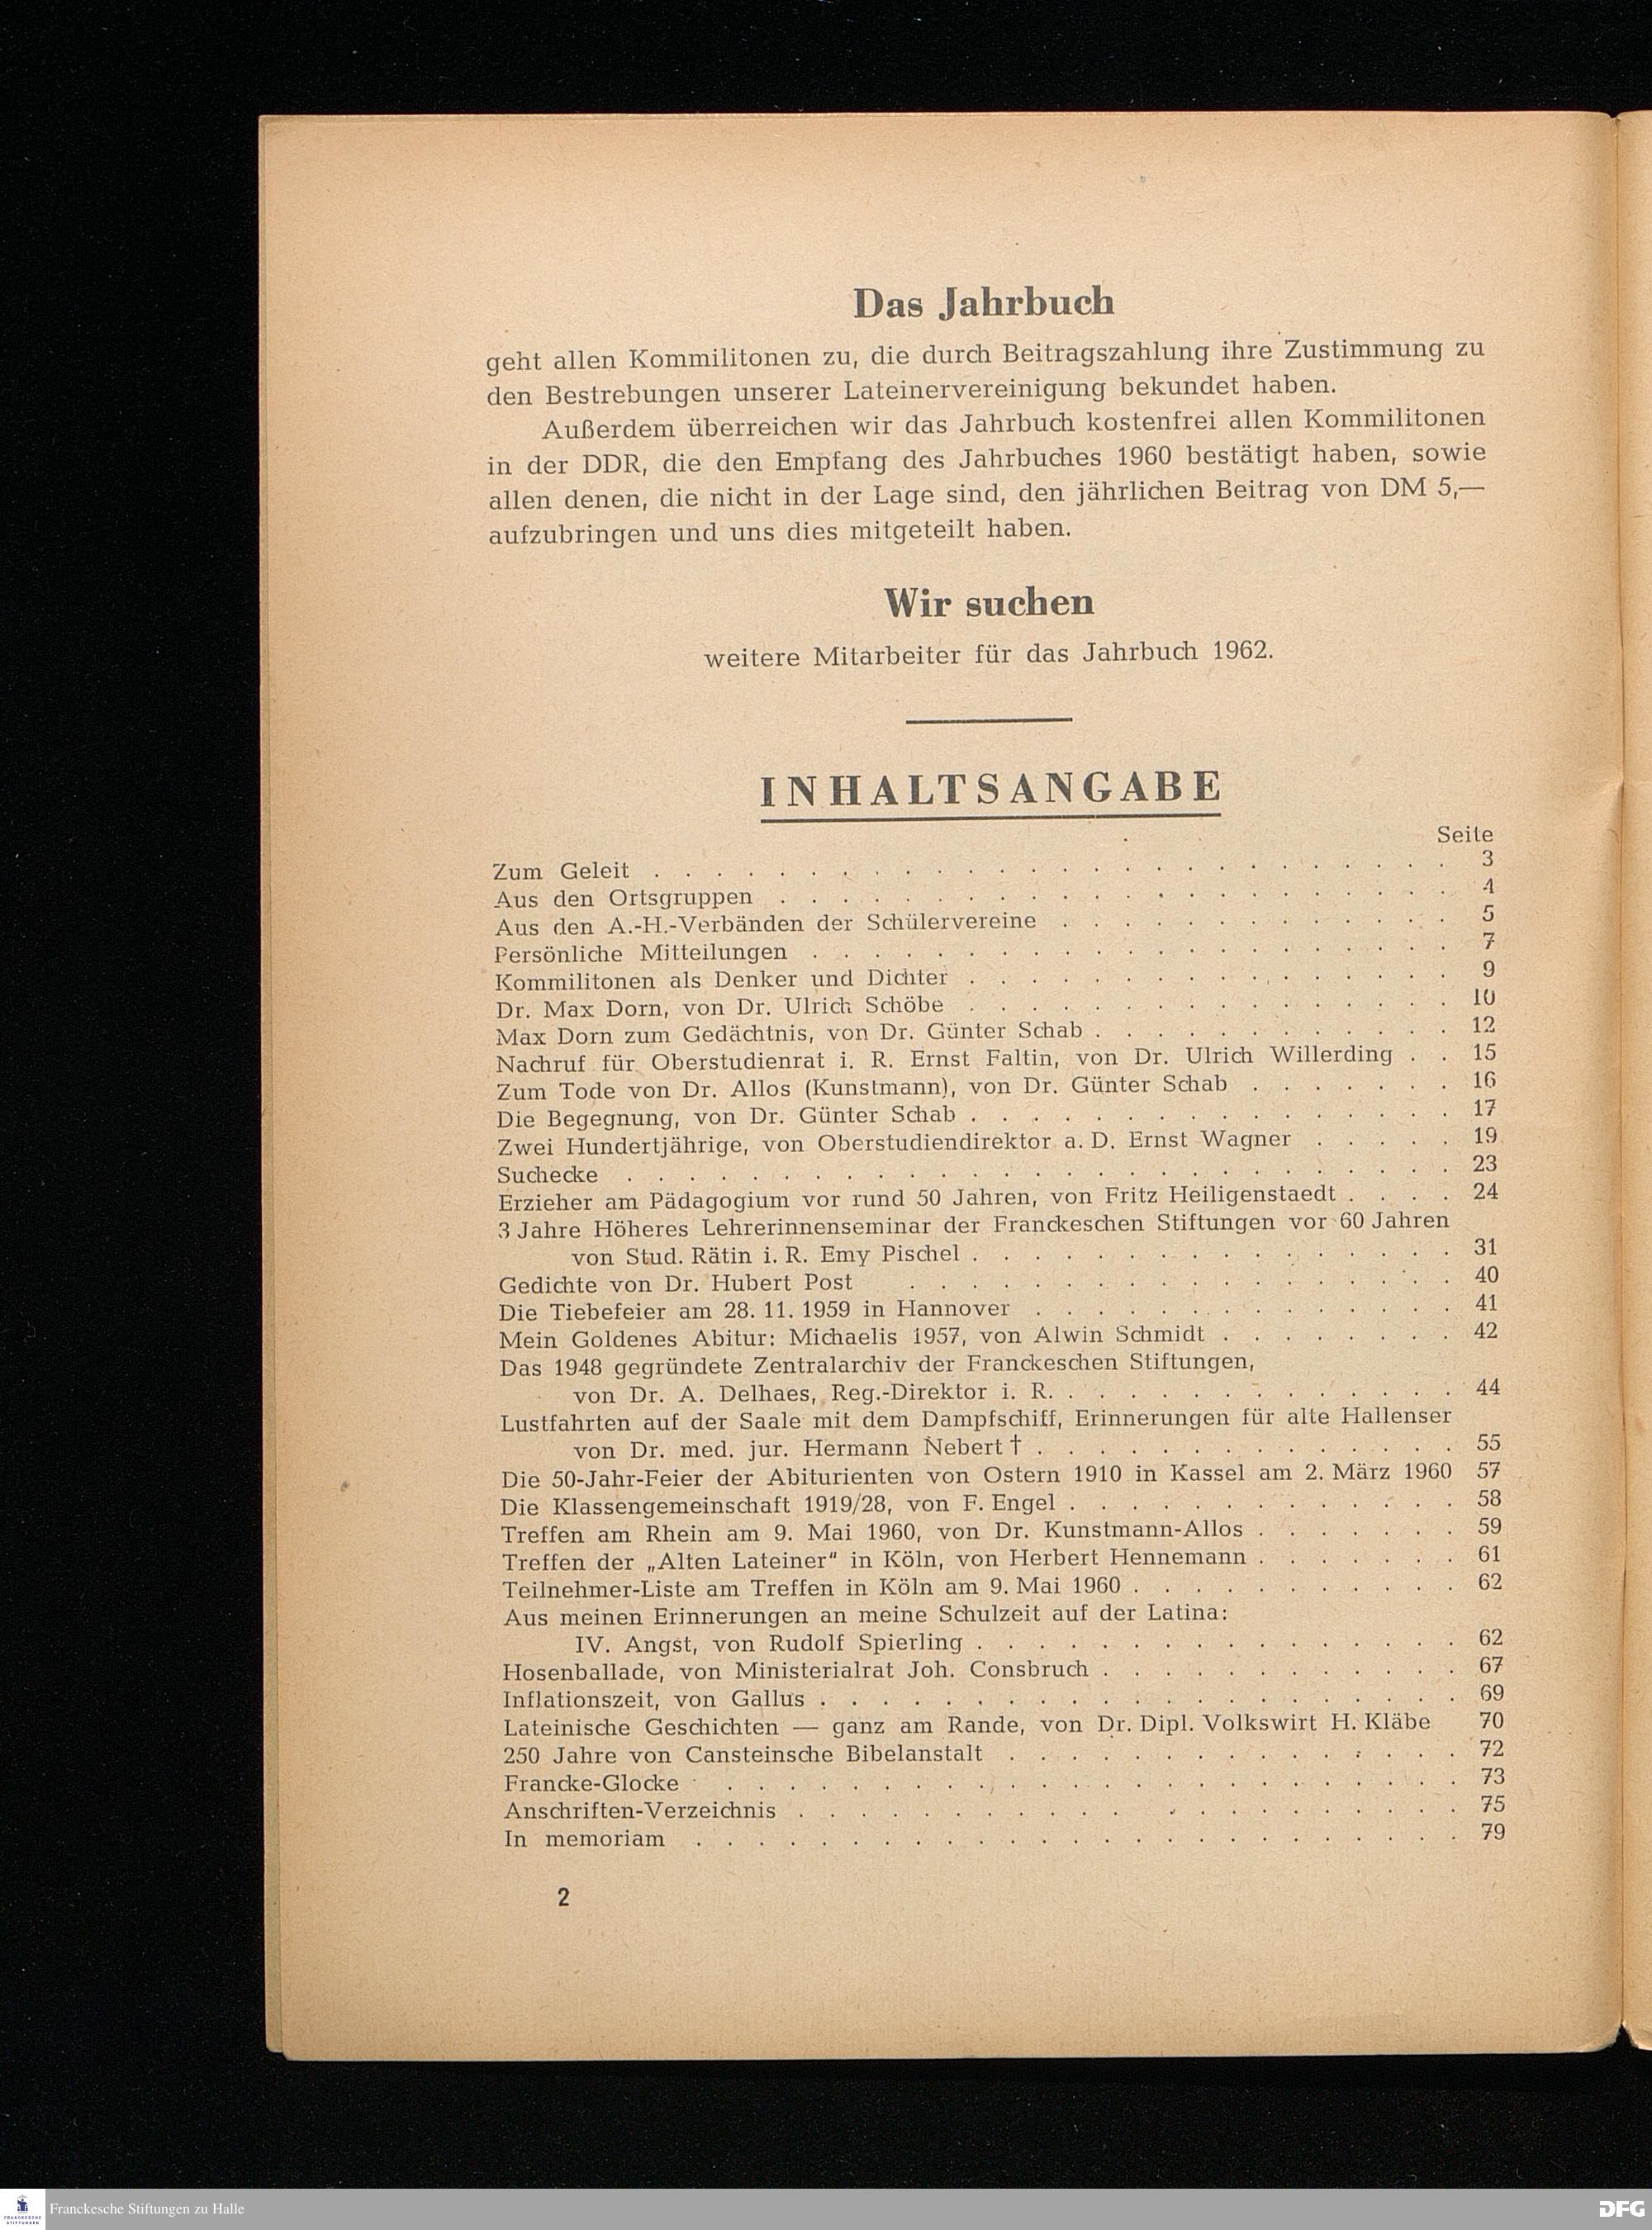 Das Jahrbuch
geht allen Kommilitonen zu, die durch Beitragszahlung ihre Zustimmung zu
den Bestrebungen unserer Lateinervereinigung bekundet haben.
Außerdem überreichen wir das Jahrbuch kostenfrei allen Kommilitonen
in der DDR, die den Empfang des Jahrbuches 1960 bestätigt haben, sowie
allen denen, die nicht in der Lage sind, den jährlichen Beitrag von DM 5,—
aufzubringen und uns dies mitgeteilt haben.
Wir suchen
weitere Mitarbeiter für das Jahrbuch 1962.
INHALTSANGABE
Seite
Zum Geleit . . . . . . . . . . 3
Aus den Ortsgruppen . . . . . . . . . . 4
Aus den A.-H.-Verbänden der Schülervereine . . . . . . . . . . 5
Persönliche Mitteilungen . . . . . . . . . . 7
Kommilitonen als Denker und Dichter . . . . . . . . . . 9
Dr. Max Dorn, von Dr. Ulrich Schöbe . . . . . . . . . . 10
Max Dorn zum Gedächtnis, von Dr. Günter Schab . . . . . . . . . . 12
Nachruf für Oberstudienrat i. R. Ernst Faltin, von Dr. Ulrich Willerding . . 15
Zum Tode von Dr. Allos (Kunstmann), von Dr. Günter Schab . . . . . . . 16
Die Begegnung, von Dr. Günter Schab . . . . . . . . . . 17
Zwei Hundertjährige, von Oberstudiendirektor a. D. Ernst Wagner . . . . . 19
Suchecke . . . . . . . . . . 23
Erzieher am Pädagogium vor rund 50 Jahren, von Fritz Heiligenstaedt . . . . 24
3 Jahre Höheres Lehrerinnenseminar der Franckeschen Stiftungen vor 60 Jahren
von Stud. Rätin i. R. Emy Pischel . . . . . . . . . . 31
Gedichte von Dr. Hubert Post . . . . . . . . . . 40
Die Tiebefeier am 28. 11. 1959 in Hannover . . . . . . . . . . 41
Mein Goldenes Abitur: Michaelis 1957, von Alwin Schmidt . . . . . . . . 42
Das 1948 gegründete Zentralarchiv der Franckeschen Stiftungen,
von Dr. A. Delhaes, Reg.-Direktor i. R. . . . . . . . . . . 44
Lustfahrten auf der Saale mit dem Dampfschiff, Erinnerungen für alte Hallenser
von Dr. med. jur. Hermann Nebert † . . . . . . . . . . 55
Die 50-Jahr-Feier der Abiturienten von Ostern 1910 in Kassel am 2. März 1960 57
Die Klassengemeinschaft 1919/28, von F. Engel . . . . . . . . . . 58
Treffen am Rhein am 9. Mai 1960, von Dr. Kunstmann-Allos . . . . . . . 59
Treffen der „Alten Lateiner“ in Köln, von Herbert Hennemann . . . . . . . 61
Teilnehmer-Liste am Treffen in Köln am 9. Mai 1960 . . . . . . . . . . 62
Aus meinen Erinnerungen an meine Schulzeit auf der Latina:
IV. Angst, von Rudolf Spierling . . . . . . . . . . 62
Hosenballade, von Ministerialrat Joh. Consbruch . . . . . . . . . . 67
Inflationszeit, von Gallus . . . . . . . . . . 69
Lateinische Geschichten — ganz am Rande, von Dr. Dipl. Volkswirt H. Kläbe 70
250 Jahre von Cansteinsche Bibelanstalt . . . . . . . . . . 72
Francke-Glocke . . . . . . . . . . 73
Anschriften-Verzeichnis . . . . . . . . . . 75
In memoriam . . . . . . . . . . 79
2
FRANCKESCHE STIFTUNGEN
Franckesche Stiftungen zu Halle
DFG